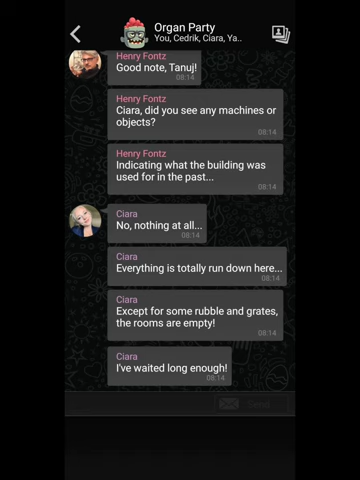 Organ Party
You, Cedrik, Ciara, Ya..
Henry Fontz
Good note, Tanuj!
08:14
Henry Fontz
Ciara, did you see any machines or
objects?
08:14
Henry Fontz
Indicating what the building was
used for in the past...
08:14
Ciara
No, nothing at all...
08:14
Ciara
Everything is totally run down here...
08:14
Ciara
Except for some rubble and grates,
the rooms are empty!
08:14
Ciara
I've waited long enough!
08:14
Send